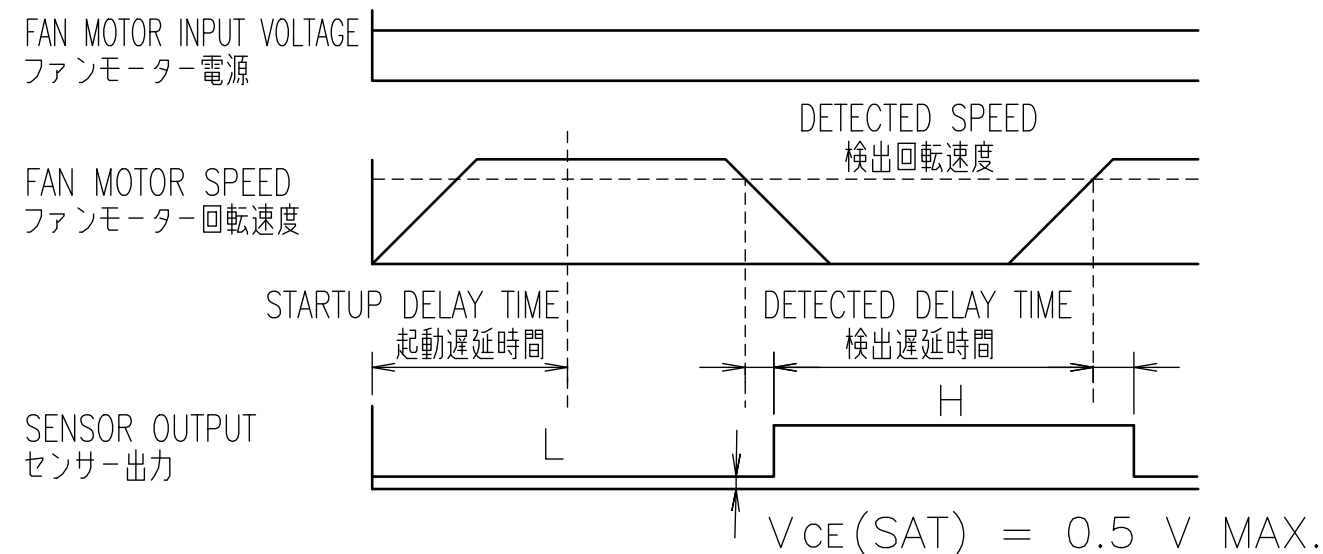 FAN MOTOR INPUT VOLTAGE
ファンモーター電源
DETECTED SPEED
検出回転速度
FAN MOTOR SPEED
ファンモーター回転速度
STARTUP DELAY TIME
起動遅延時間
DETECTED DELAY TIME
検出遅延時間
H
SENSOR OUTPUT
センサー出力
L
VCE(SAT) = 0.5 V MAX.